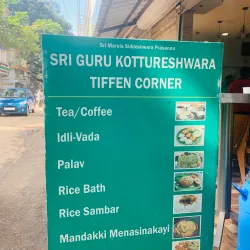 Sri Marula Siddeshwara Prasanna
SRI GURU KOTTURESHWARA
TIFFEN CORNER
Tea/Coffee
Idli-Vada
Palav
Rice Bath
Rice Sambar
Mandakki Menasinakayi